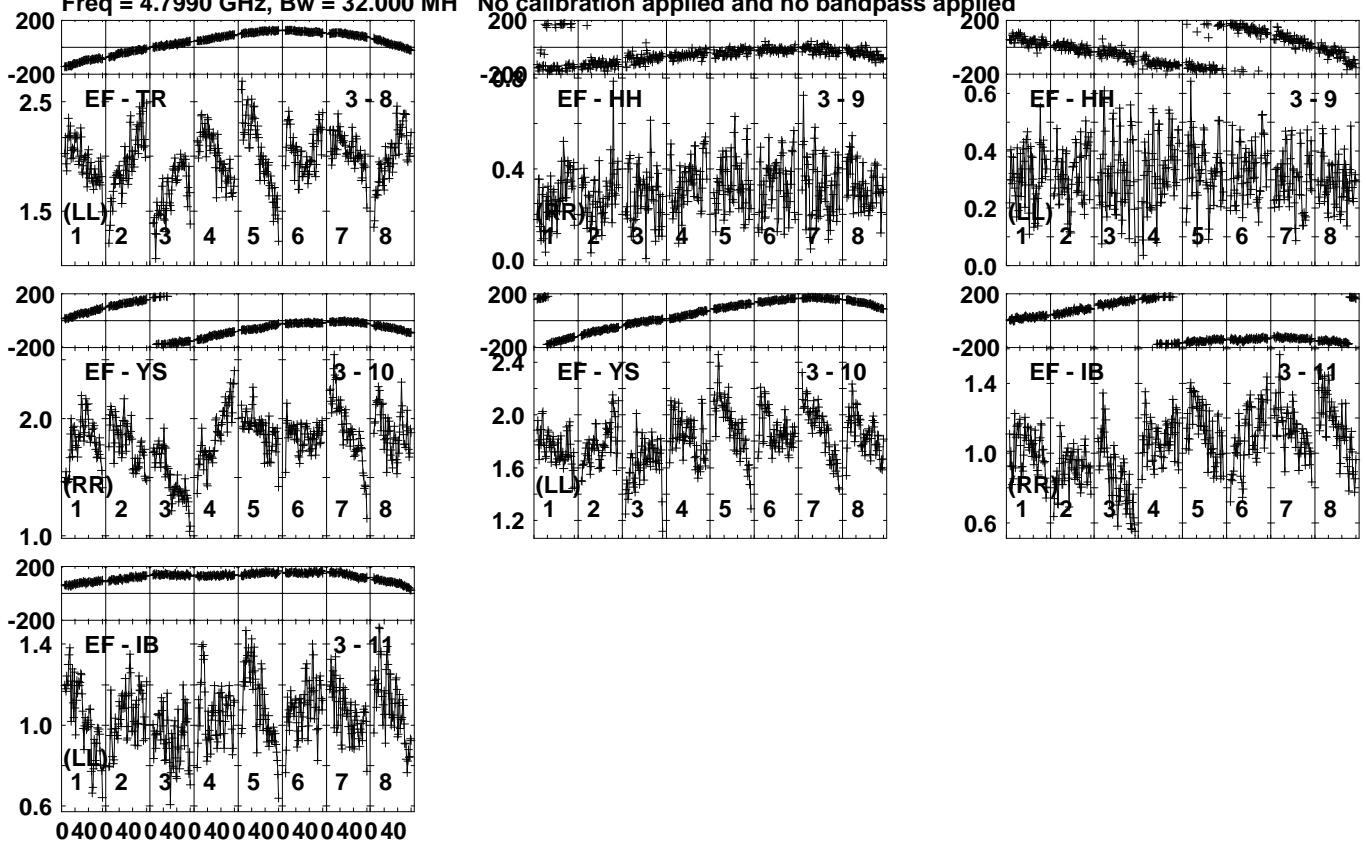 Freq = 4.7990 GHz, Bw = 32.000 MH No calibration applied and no bandpass applied
200
-200
2.5
1.5
EF - TR 3 - 8
(LL)
1 2 3 4 5 6 7 8
200
-200
0.8
0.4
0.0
EF - HH 3 - 9
(RR)
1 2 3 4 5 6 7 8
200
-200
0.6
0.4
0.2
0.0
EF - HH 3 - 9
(LL)
1 2 3 4 5 6 7 8
200
-200
2.0
1.0
EF - YS 3 - 10
(RR)
1 2 3 4 5 6 7 8
200
-200
2.4
2.0
1.6
1.2
EF - YS 3 - 10
(LL)
1 2 3 4 5 6 7 8
200
-200
1.4
1.0
0.6
EF - IB 3 - 11
(RR)
1 2 3 4 5 6 7 8
200
-200
1.4
1.0
0.6
EF - IB 3 - 11
(LL)
1 2 3 4 5 6 7 8
0 40 0 40 0 40 0 40 0 40 0 40 0 40 0 40